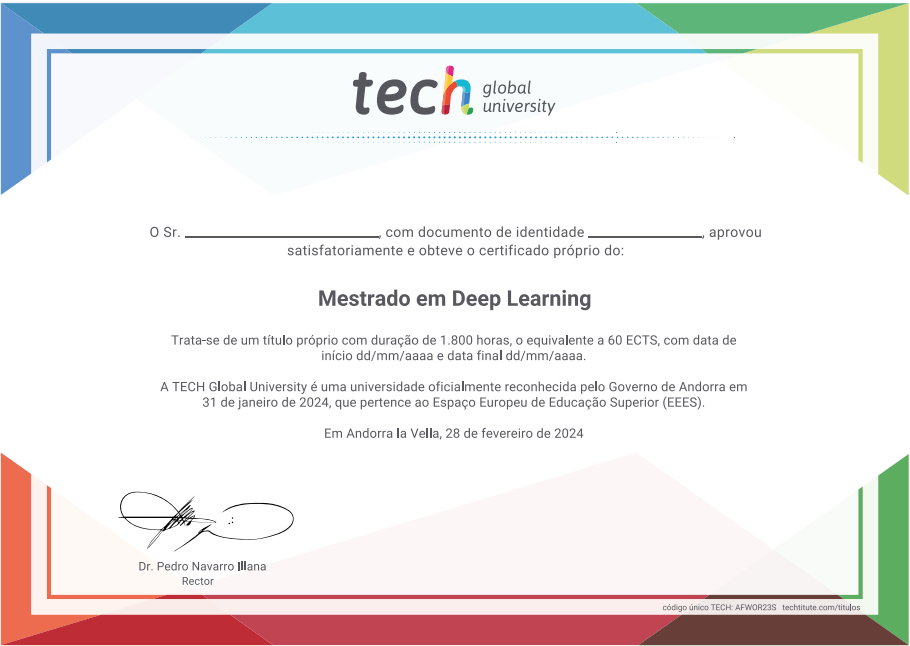 tech global university
O Sr. ____________________, com documento de identidade ____________, aprovou
satisfatoriamente e obteve o certificado próprio do:
Mestrado em Deep Learning
Trata-se de um título próprio com duração de 1.800 horas, o equivalente a 60 ECTS, com data de
início dd/mm/aaaa e data final dd/mm/aaaa.
A TECH Global University é uma universidade oficialmente reconhecida pelo Governo de Andorra em
31 de janeiro de 2024, que pertence ao Espaço Europeu de Educação Superior (EEES).
Em Andorra la Vella, 28 de fevereiro de 2024
Dr. Pedro Navarro Illana
Rector
código único TECH: AFWOR23S techtitute.com/titulos